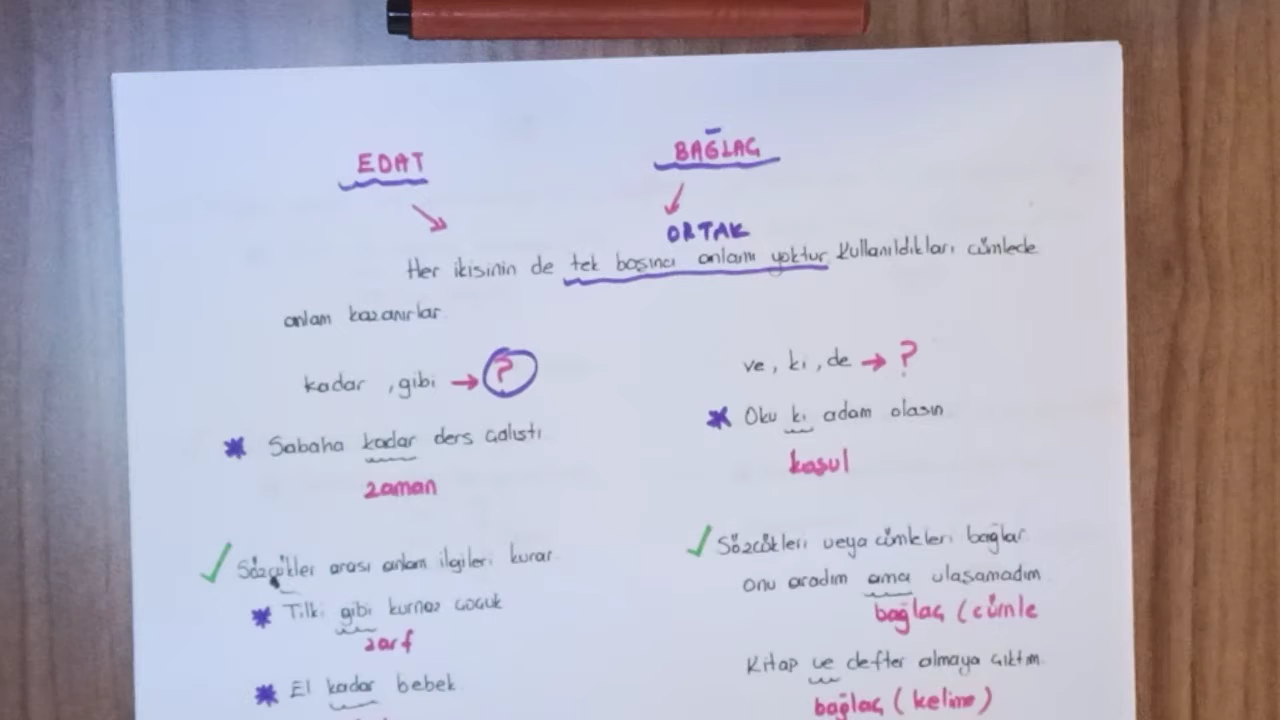 EDAT
BAĞLAÇ
ORTAK
Her ikisinin de tek başına anlamı yoktur kullanıldıkları cümlede
anlam kazanırlar
kadar , gibi → ?
ve , ki , de → ?
Sabaha kadar ders çalıştı
zaman
Oku ki adam olasın
koşul
Sözcükler arası anlam ilgileri kurar
Tilki gibi kurnaz çocuk
zarf
El kadar bebek
Sözcükleri veya cümleleri bağlar
onu aradım ama ulaşamadım
bağlaç (cümle
Kitap ve defter almaya çıktım
bağlaç (kelime)